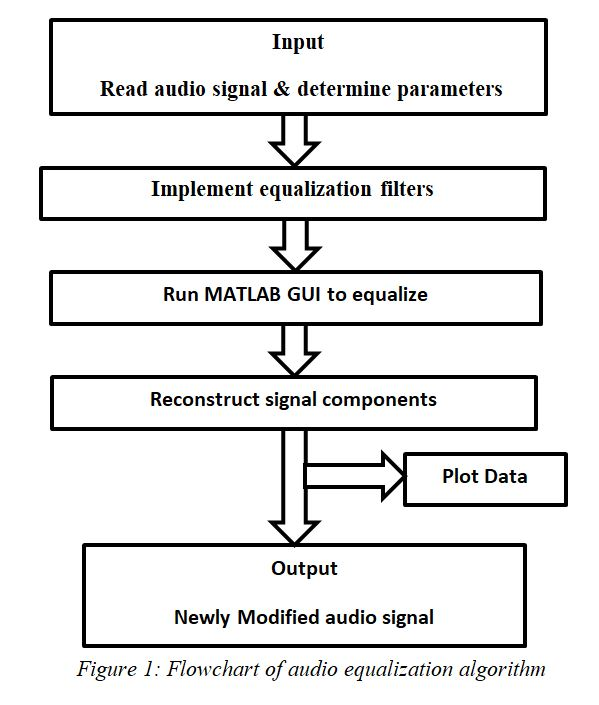 Input
Read audio signal & determine parameters
Implement equalization filters
Run MATLAB GUI to equalize
Reconstruct signal components
Plot Data
Output
Newly Modified audio signal
Figure 1: Flowchart of audio equalization algorithm